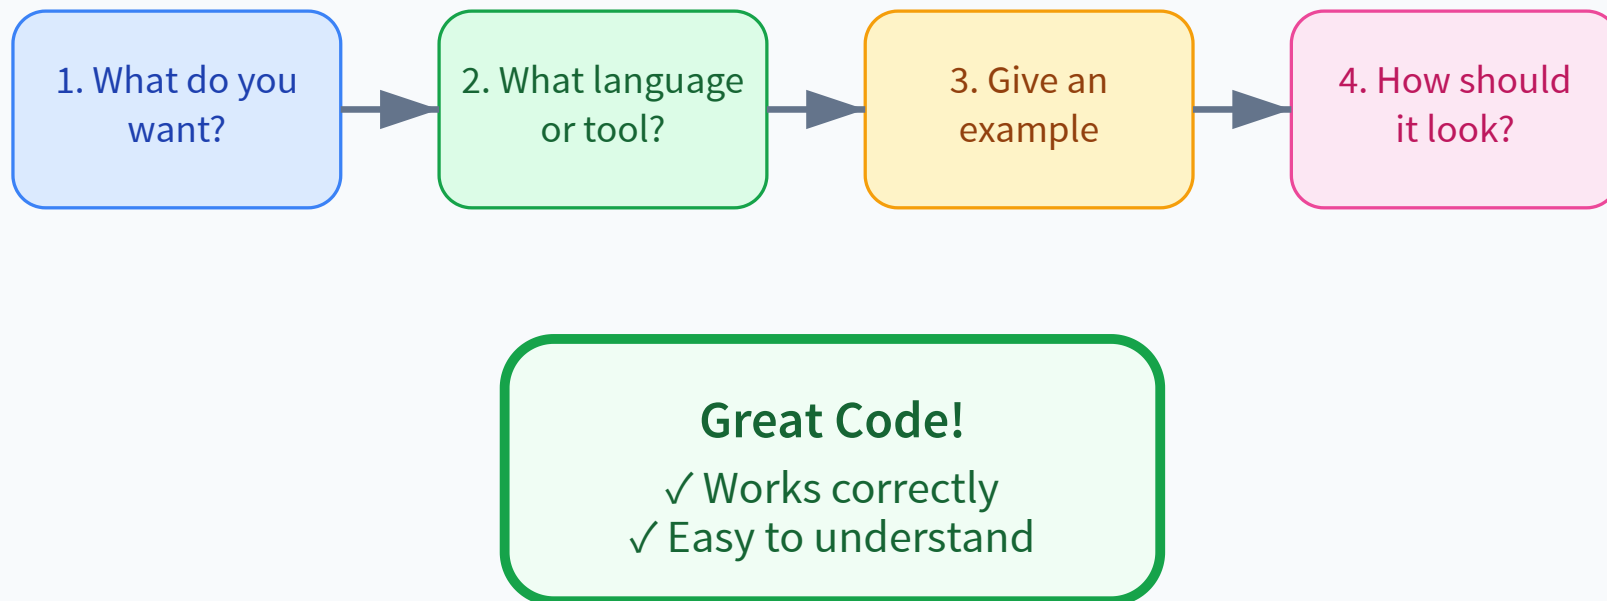 1. What do you
want?
2. What language
or tool?
3. Give an
example
4. How should
it look?
Great Code!
✓ Works correctly
✓ Easy to understand